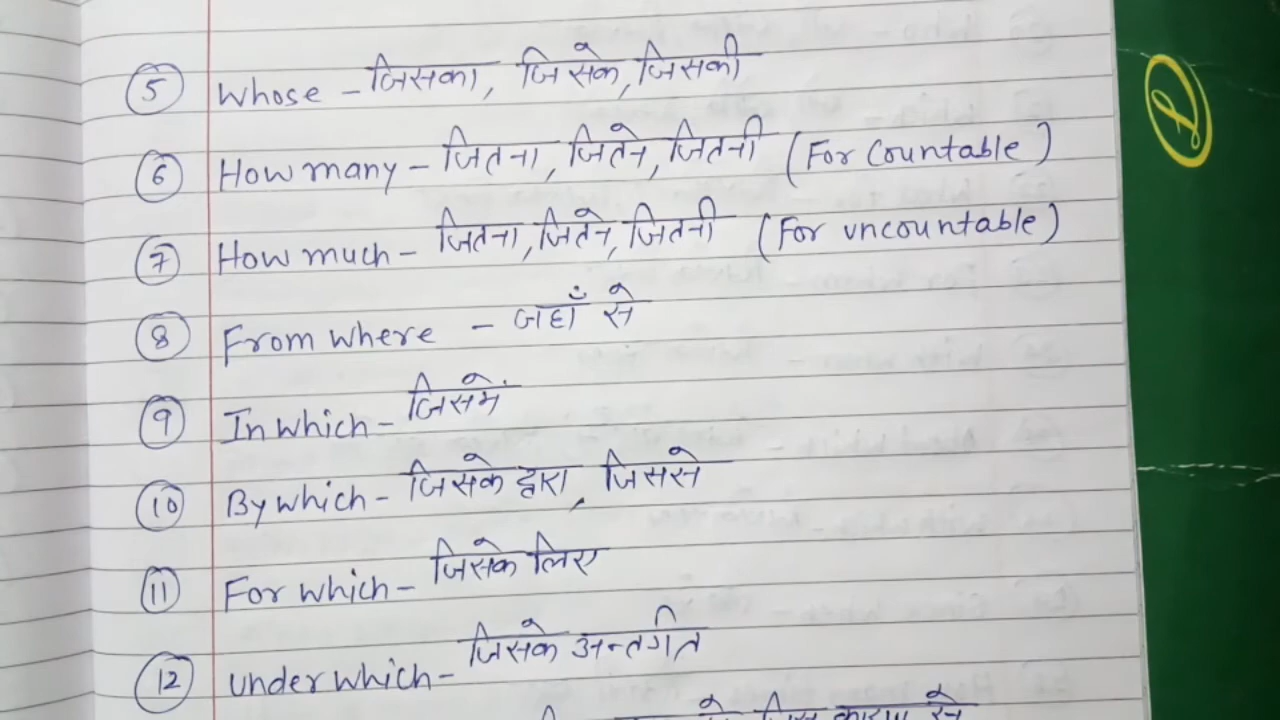 5 Whose - जिसका, जिसके, जिसकी
6 How many - जितना, जितने, जितनी (For Countable)
7 How much - जितना, जितने, जितनी (For uncountable)
8 From where - जहाँ से
9 In which - जिसमें
10 By which - जिसके द्वारा, जिससे
11 For which - जिसके लिए
12 under which - जिसके अन्तर्गत
जिस कारण से